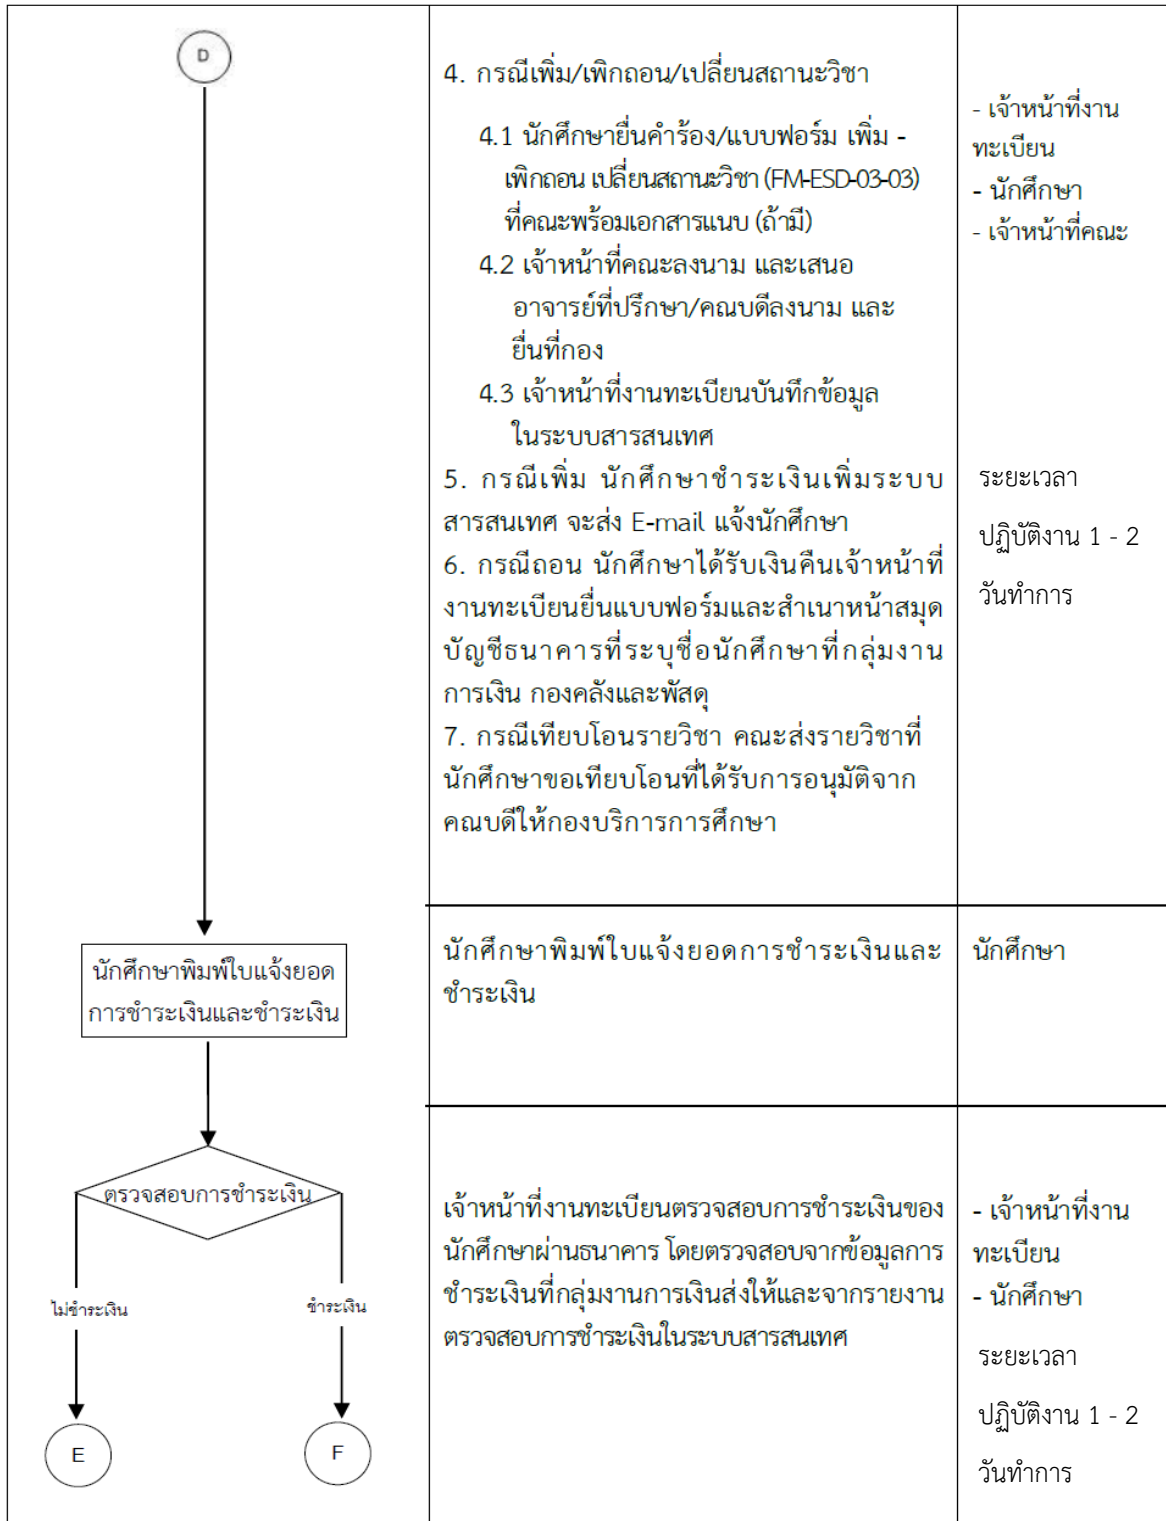 D
4. กรณีเพิ่ม/เพิกถอน/เปลี่ยนสถานะวิชา
4.1 นักศึกษายื่นคำร้อง/แบบฟอร์ม เพิ่ม -
เพิกถอน เปลี่ยนสถานะวิชา (FM-ESD-03-03)
ที่คณะพร้อมเอกสารแนบ (ถ้ามี)
4.2 เจ้าหน้าที่คณะลงนาม และเสนอ
อาจารย์ที่ปรึกษา/คณบดีลงนาม และ
ยื่นที่กอง
4.3 เจ้าหน้าที่งานทะเบียนบันทึกข้อมูล
ในระบบสารสนเทศ
5. กรณีเพิ่ม นักศึกษาชำระเงินเพิ่มระบบ
สารสนเทศ จะส่ง E-mail แจ้งนักศึกษา
6. กรณีถอน นักศึกษาได้รับเงินคืนเจ้าหน้าที่
งานทะเบียนยื่นแบบฟอร์มและสำเนาหน้าสมุด
บัญชีธนาคารที่ระบุชื่อนักศึกษาที่กลุ่มงาน
การเงิน กองคลังและพัสดุ
7. กรณีเทียบโอนรายวิชา คณะส่งรายวิชาที่
นักศึกษาขอเทียบโอนที่ได้รับการอนุมัติจาก
คณบดีให้กองบริการการศึกษา
- เจ้าหน้าที่งาน
ทะเบียน
- นักศึกษา
- เจ้าหน้าที่คณะ
ระยะเวลา
ปฏิบัติงาน 1 - 2
วันทำการ
นักศึกษาพิมพ์ใบแจ้งยอด
การชำระเงินและชำระเงิน
นักศึกษาพิมพ์ใบแจ้งยอดการชำระเงินและ
ชำระเงิน
นักศึกษา
ตรวจสอบการชำระเงิน
ไม่ชำระเงิน
ชำระเงิน
E
F
เจ้าหน้าที่งานทะเบียนตรวจสอบการชำระเงินของ
นักศึกษาผ่านธนาคาร โดยตรวจสอบจากข้อมูลการ
ชำระเงินที่กลุ่มงานการเงินส่งให้และจากรายงาน
ตรวจสอบการชำระเงินในระบบสารสนเทศ
- เจ้าหน้าที่งาน
ทะเบียน
- นักศึกษา
ระยะเวลา
ปฏิบัติงาน 1 - 2
วันทำการ